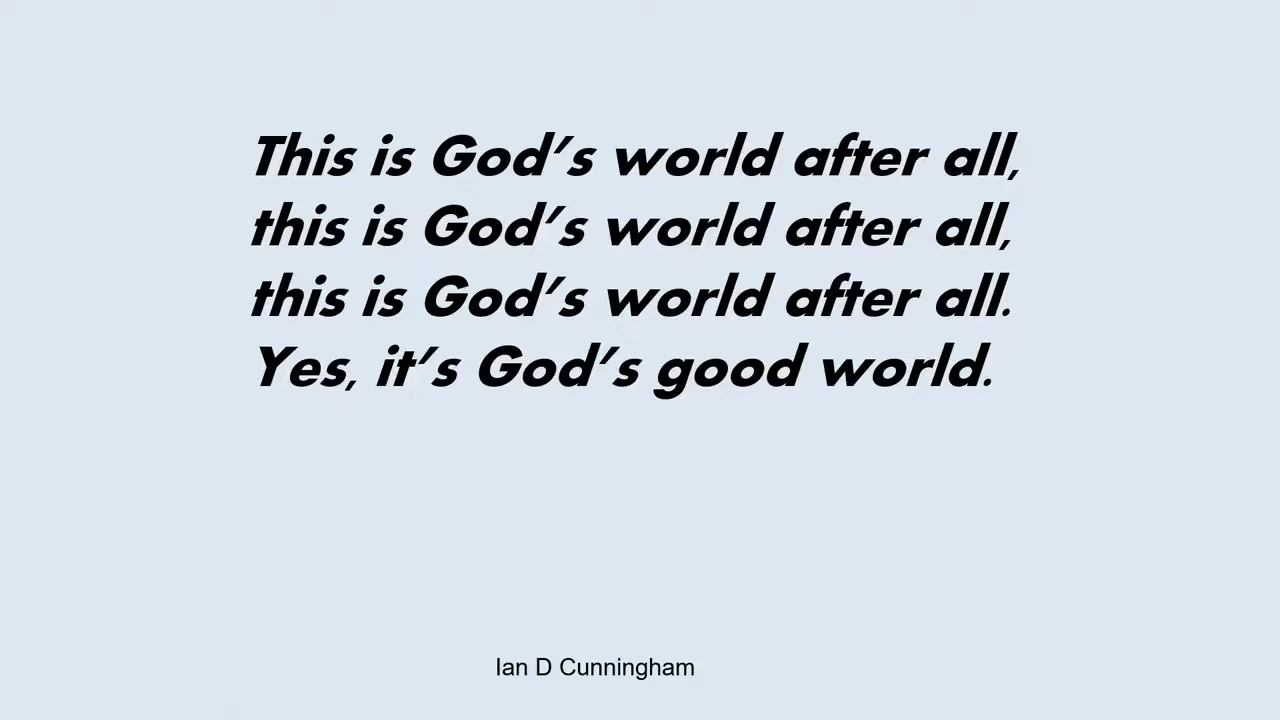 This is God’s world after all,
this is God’s world after all,
this is God’s world after all.
Yes, it’s God’s good world.
Ian D Cunningham